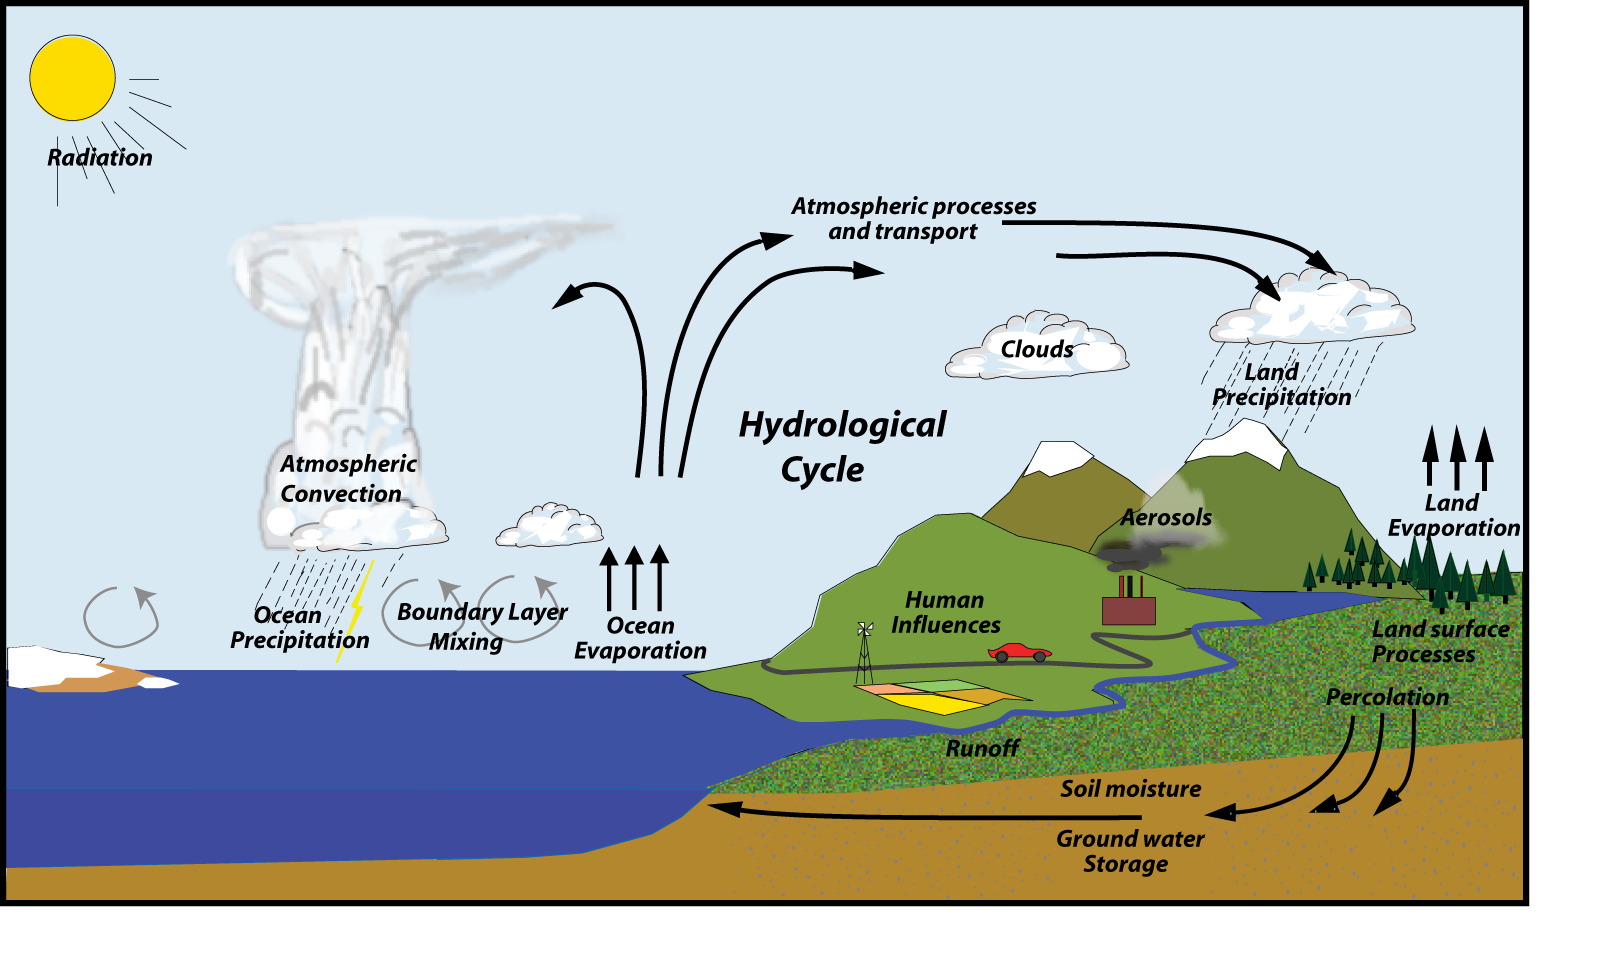 Radiation
Atmospheric processes
and transport
Clouds
Land
Precipitation
Hydrological
Cycle
Atmospheric
Convection
Land
Evaporation
Aerosols
Ocean
Precipitation
Boundary Layer
Mixing
Ocean
Evaporation
Human
Influences
Land surface
Processes
Percolation
Runoff
Soil moisture
Ground water
Storage